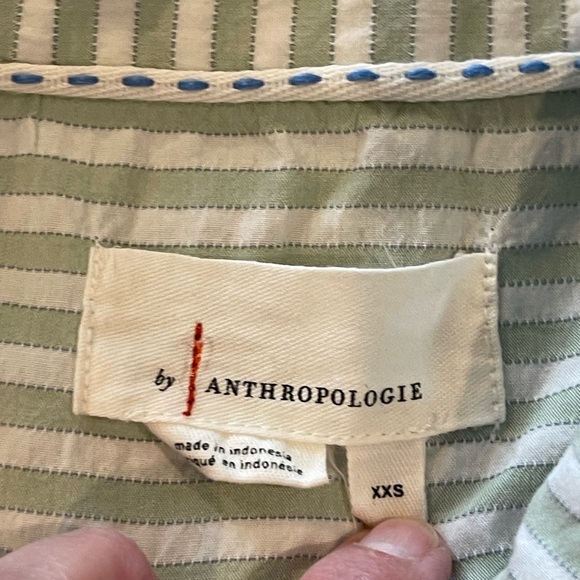 by ANTHROPOLOGIE
made in indonesia
iqué en indonésie
XXS